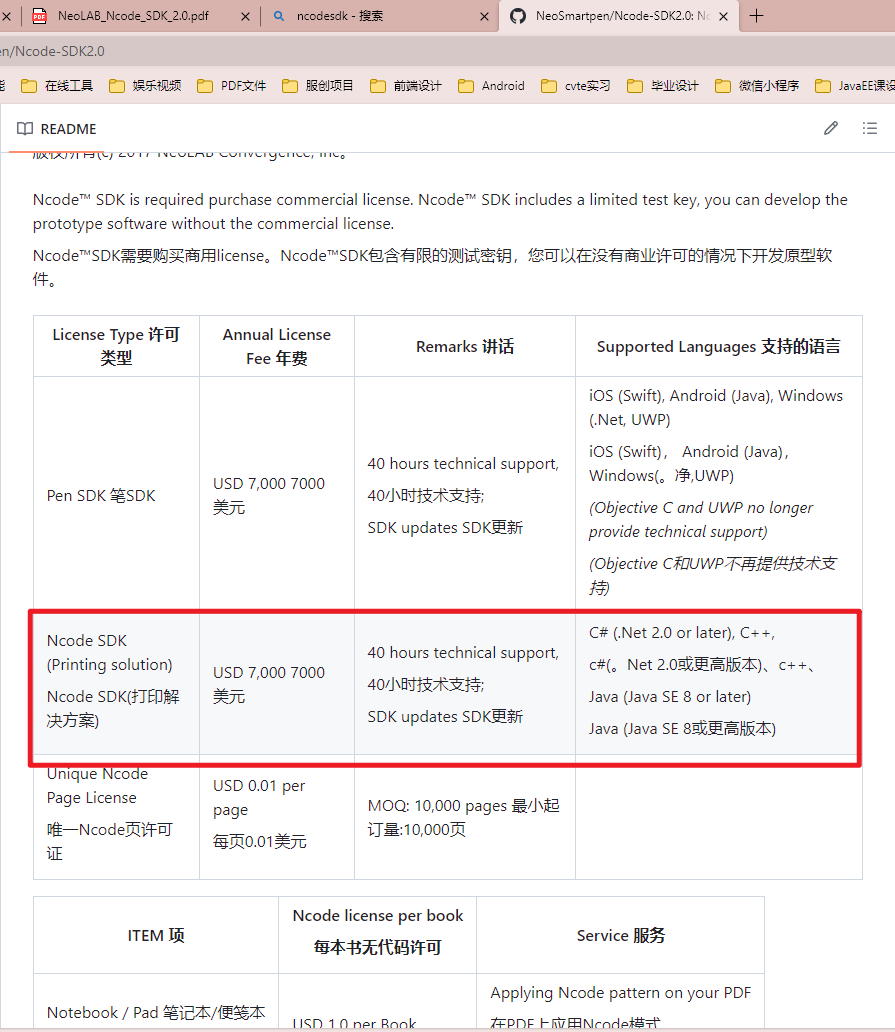 NeoLAB_Ncode_SDK_2.0.pdf
ncodesdk - 搜索
NeoSmartpen/Ncode-SDK2.0: Nc
en/Ncode-SDK2.0
能
在线工具
娱乐视频
PDF文件
服创项目
前端设计
Android
cvte实习
毕业设计
微信小程序
JavaEE课设
README
版权所有(c) 2017 NeoLAB Convergence, Inc。
Ncode™ SDK is required purchase commercial license. Ncode™ SDK includes a limited test key, you can develop the
prototype software without the commercial license.
Ncode™SDK需要购买商用license。Ncode™SDK包含有限的测试密钥，您可以在没有商业许可的情况下开发原型软
件。
License Type 许可
类型
Annual License
Fee 年费
Remarks 讲话
Supported Languages 支持的语言
Pen SDK 笔SDK
USD 7,000 7000
美元
40 hours technical support,
40小时技术支持;
SDK updates SDK更新
iOS (Swift), Android (Java), Windows
(.Net, UWP)
iOS (Swift)， Android (Java)，
Windows(。净,UWP)
(Objective C and UWP no longer
provide technical support)
(Objective C和UWP不再提供技术支
持)
Ncode SDK
(Printing solution)
Ncode SDK(打印解
决方案)
USD 7,000 7000
美元
40 hours technical support,
40小时技术支持;
SDK updates SDK更新
C# (.Net 2.0 or later), C++,
c#(。Net 2.0或更高版本)、c++、
Java (Java SE 8 or later)
Java (Java SE 8或更高版本)
Unique Ncode
Page License
唯一Ncode页许可
证
USD 0.01 per
page
每页0.01美元
MOQ: 10,000 pages 最小起
订量:10,000页
ITEM 项
Ncode license per book
每本书无代码许可
Service 服务
Notebook / Pad 笔记本/便笺本
USD 1.0 per Book
Applying Ncode pattern on your PDF
在PDF上应用Ncode模式